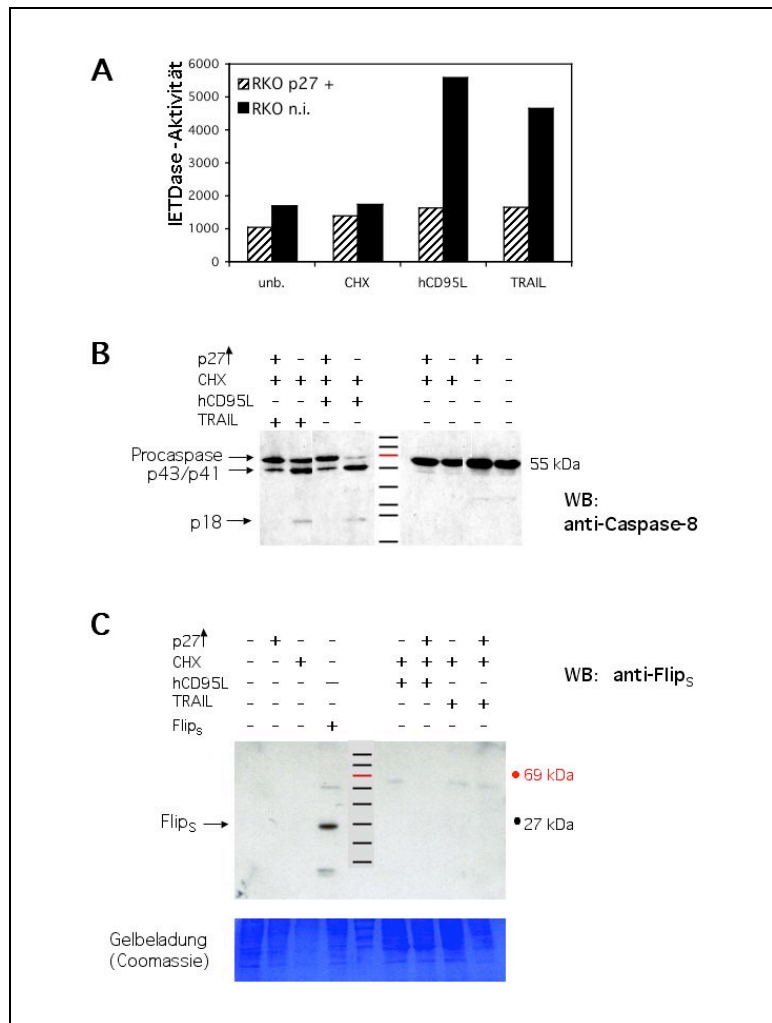 A
IETDase-Aktivität
6000
5000
4000
3000
2000
1000
0
RKO p27 +
RKO n.i.
unb. CHX hCD95L TRAIL
B
p27↑ + - + - + - + -
CHX + + + + + + - -
hCD95L - - + + - - - -
TRAIL + + - - - - - -
Procaspase
p43/p41
p18
55 kDa
WB:
anti-Caspase-8
C
p27↑ - + - - - + - +
CHX - - + - + + + +
hCD95L - - - — + + - -
TRAIL - - - - - - + +
FlipS - - - + - - - -
WB: anti-FlipS
69 kDa
FlipS
27 kDa
Gelbeladung
(Coomassie)